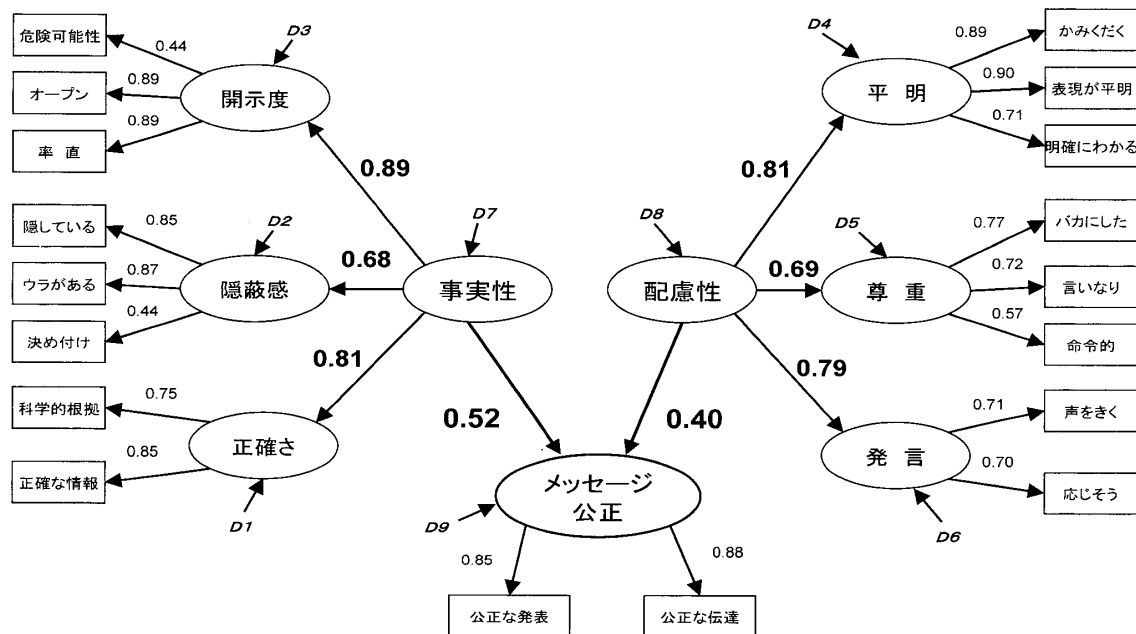 危険可能性
オープン
率 直
0.44
0.89
0.89
開示度
D3
0.89
隠している
ウラがある
決め付け
0.85
0.87
0.44
隠蔽感
D2
0.68
事実性
D7
0.81
科学的根拠
正確な情報
0.75
0.85
正確さ
D1
0.52
D4
平 明
0.89
0.90
0.71
かみくだく
表現が平明
明確にわかる
0.81
D8
配慮性
0.69
D5
尊 重
0.77
0.72
0.57
バカにした
言いなり
命令的
0.79
発 言
D6
0.71
0.70
声をきく
応じそう
0.40
メッセージ
公正
D9
0.85
0.88
公正な発表
公正な伝達